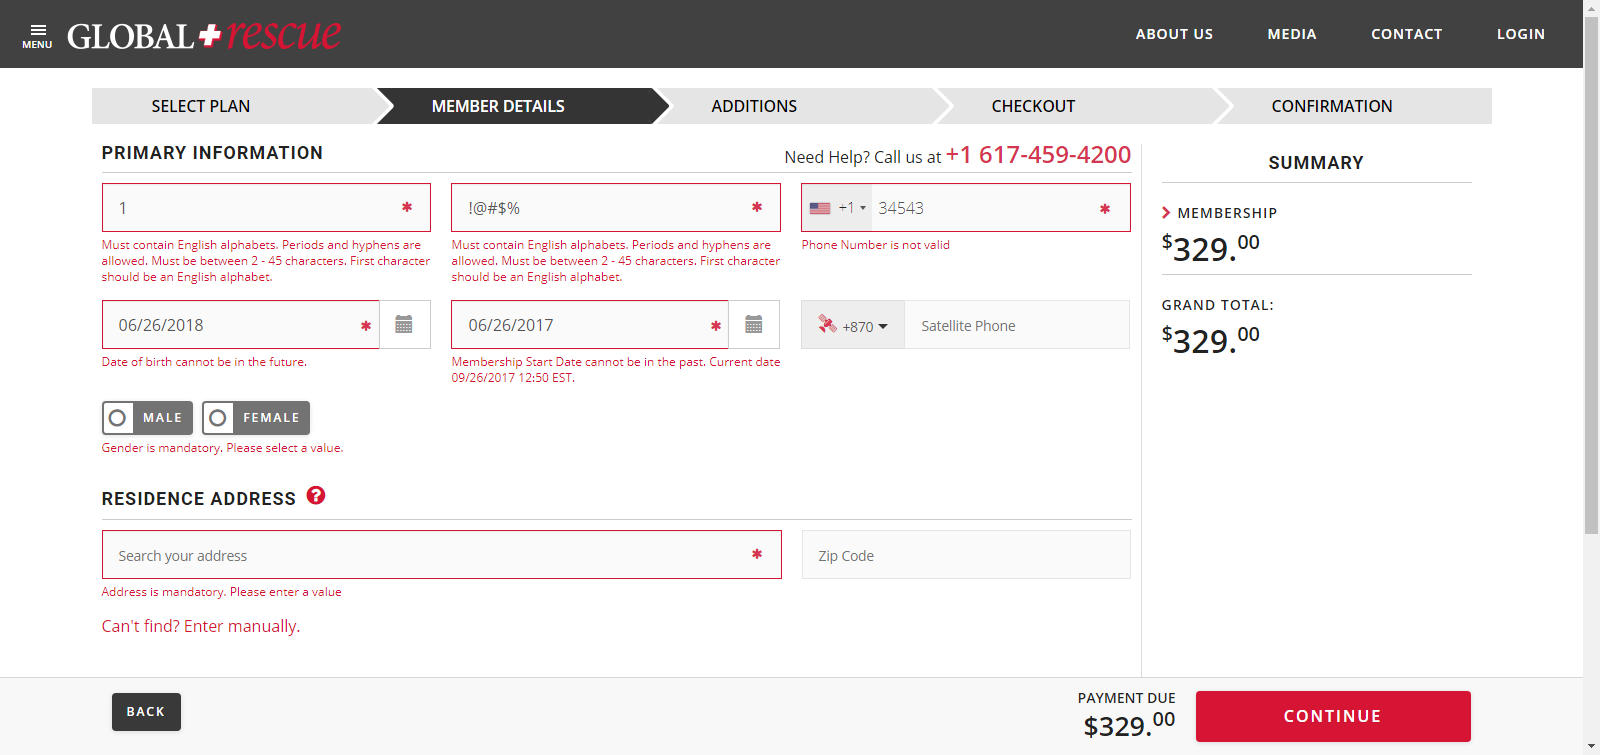 MENU
GLOBAL rescue
ABOUT US
MEDIA
CONTACT
LOGIN
SELECT PLAN
MEMBER DETAILS
ADDITIONS
CHECKOUT
CONFIRMATION
PRIMARY INFORMATION
Need Help? Call us at +1 617-459-4200
1 *
Must contain English alphabets. Periods and hyphens are
allowed. Must be between 2 - 45 characters. First character
should be an English alphabet.
!@#$% *
Must contain English alphabets. Periods and hyphens are
allowed. Must be between 2 - 45 characters. First character
should be an English alphabet.
+1 34543 *
Phone Number is not valid
06/26/2018 *
Date of birth cannot be in the future.
06/26/2017 *
Membership Start Date cannot be in the past. Current date
09/26/2017 12:50 EST.
+870 Satellite Phone
MALE
FEMALE
Gender is mandatory. Please select a value.
RESIDENCE ADDRESS ?
Search your address *
Address is mandatory. Please enter a value
Zip Code
Can't find? Enter manually.
SUMMARY
MEMBERSHIP
$329.00
GRAND TOTAL:
$329.00
BACK
PAYMENT DUE
$329.00
CONTINUE